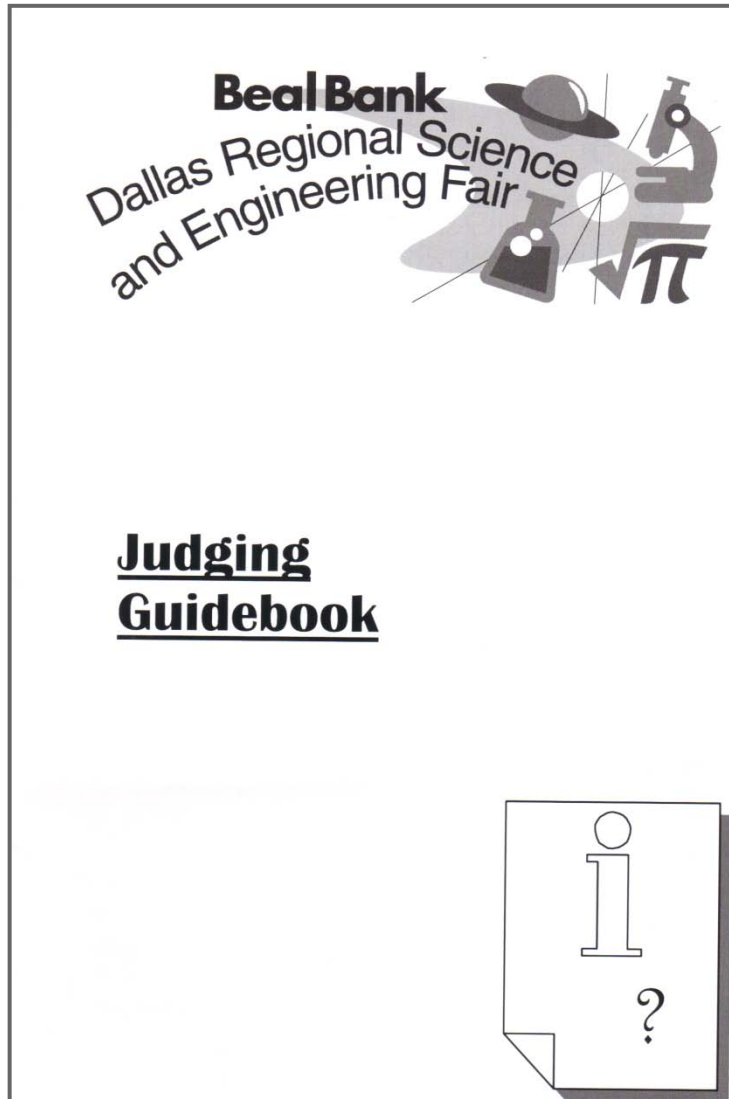 Beal Bank
Dallas Regional Science
and Engineering Fair
√π
Judging
Guidebook
i
?